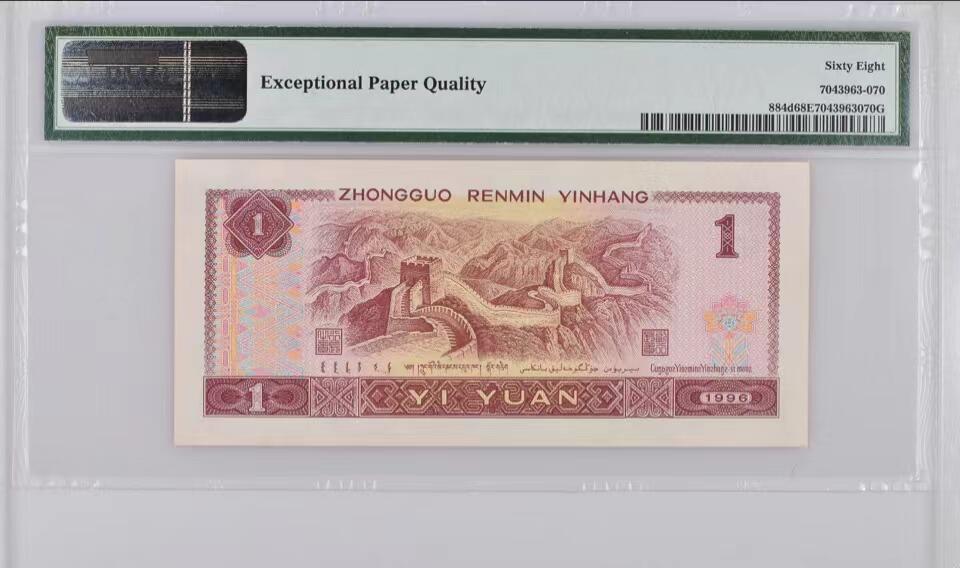 Exceptional Paper Quality
Sixty Eight
7043963-070
884d68E7043963070G
ZHONGGUO RENMIN YINHANG
1
1
1 YI YUAN 1996